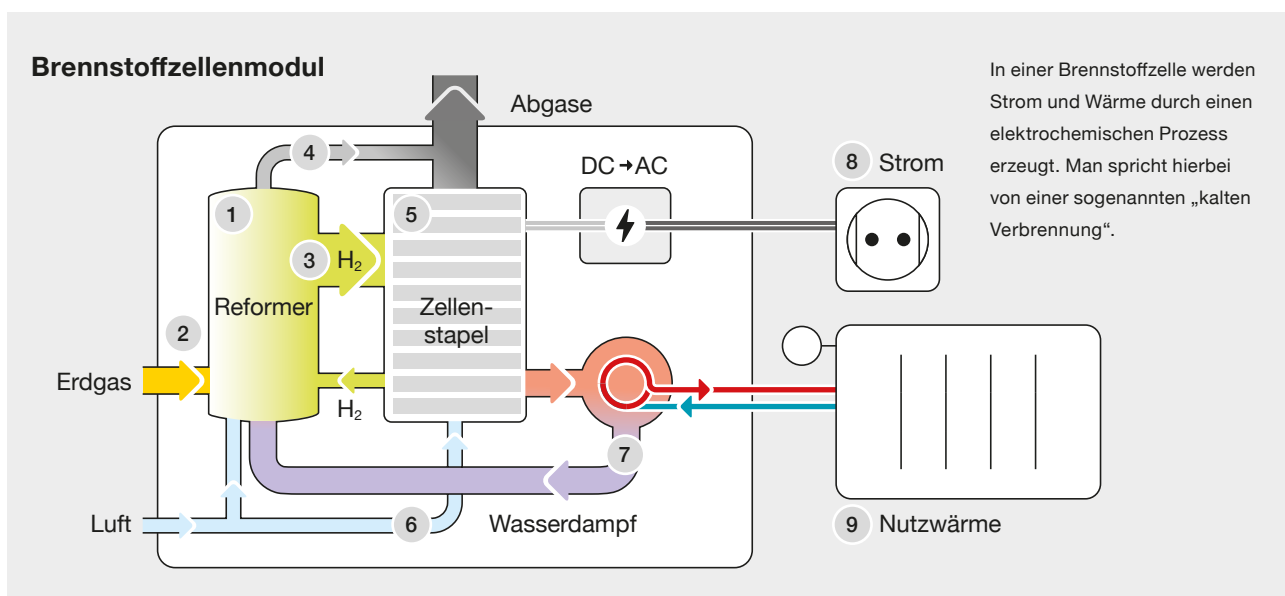 Brennstoffzellenmodul
In einer Brennstoffzelle werden
Strom und Wärme durch einen
elektrochemischen Prozess
erzeugt. Man spricht hierbei
von einer sogenannten „kalten
Verbrennung“.
Abgase
4
DC→AC
8 Strom
1
5
3 H₂
Reformer
Zellen-
stapel
2
Erdgas
H₂
7
Luft
6
Wasserdampf
9 Nutzwärme